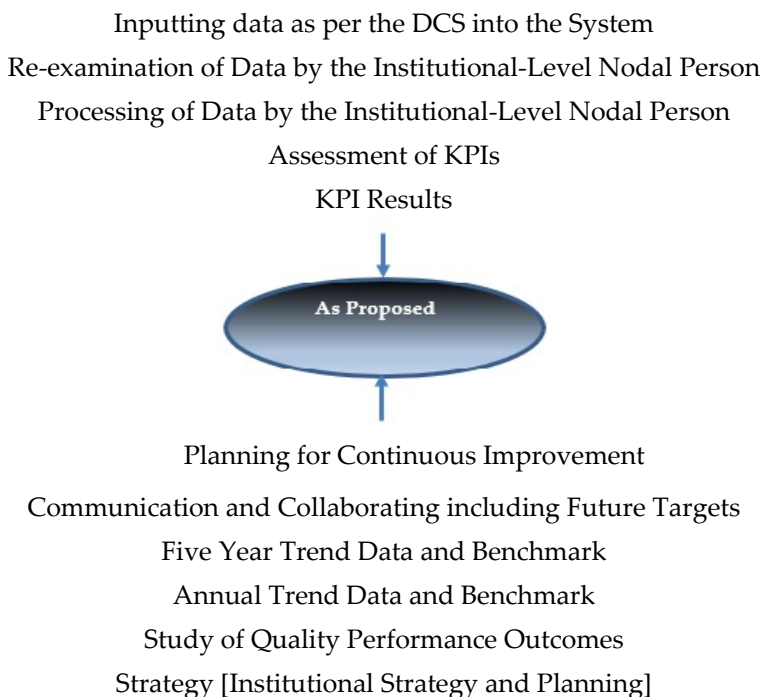 Inputting data as per the DCS into the System
Re-examination of Data by the Institutional-Level Nodal Person
Processing of Data by the Institutional-Level Nodal Person
Assessment of KPIs
KPI Results
As Proposed
Planning for Continuous Improvement
Communication and Collaborating including Future Targets
Five Year Trend Data and Benchmark
Annual Trend Data and Benchmark
Study of Quality Performance Outcomes
Strategy [Institutional Strategy and Planning]